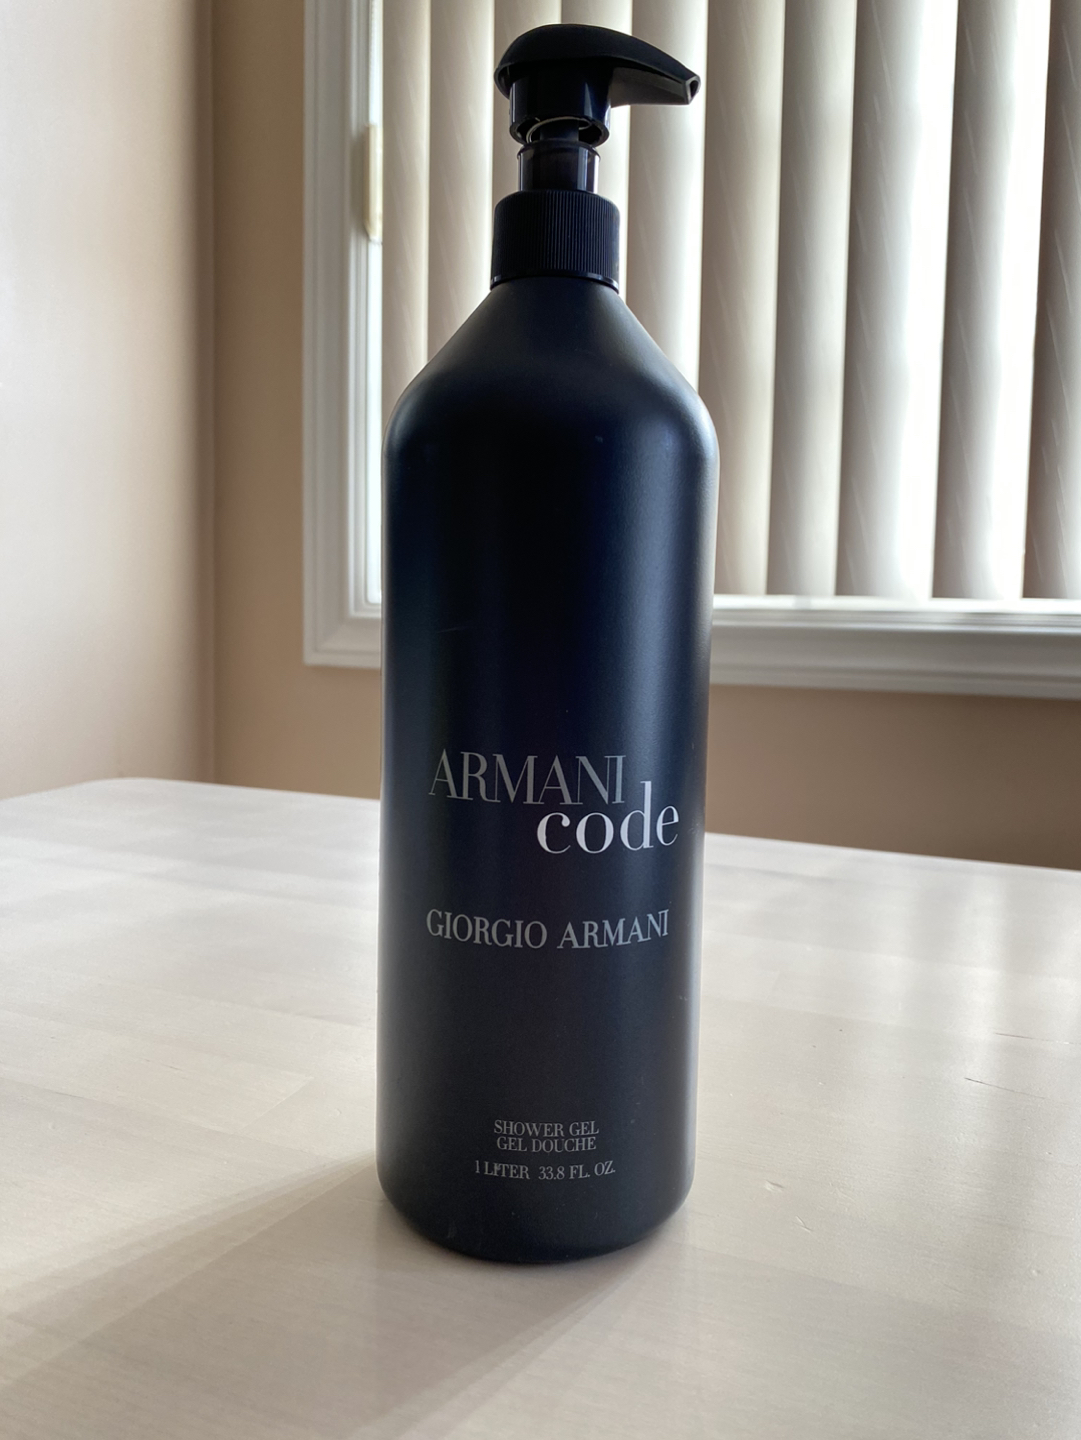 ARMANI
code
GIORGIO ARMANI
SHOWER GEL
GEL DOUCHE
1 LITER 33.8 FL. OZ.